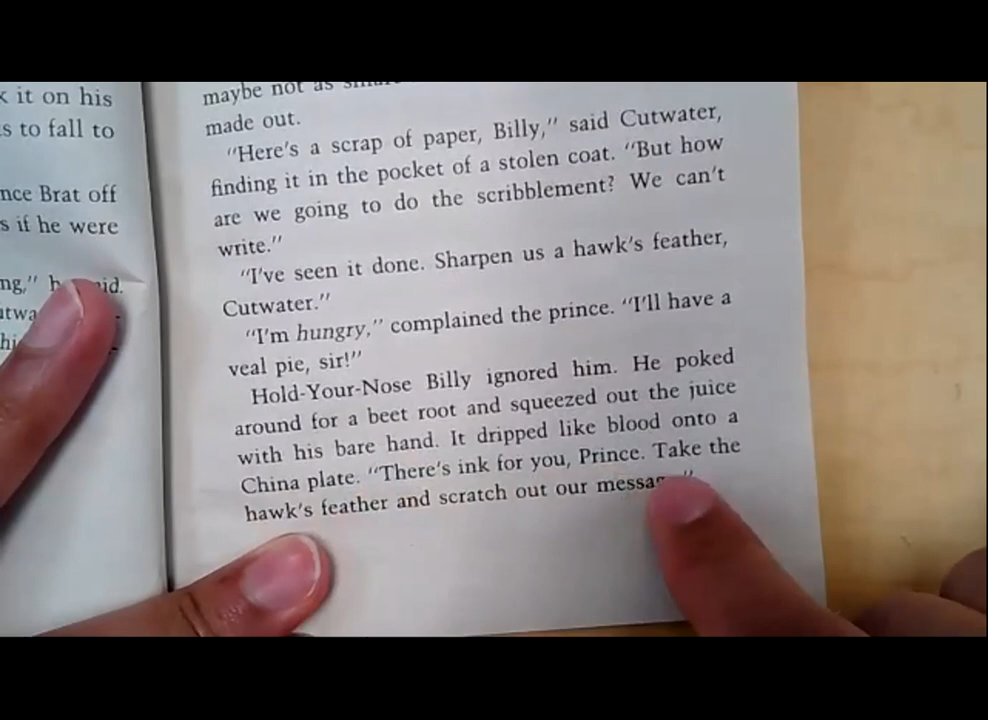 k it on his
s to fall to
nce Brat off
s if he were
ng," h id.
utwa
hi
maybe not as
made out.
"Here's a scrap of paper, Billy," said Cutwater,
finding it in the pocket of a stolen coat. "But how
are we going to do the scribblement? We can't
write."
"I've seen it done. Sharpen us a hawk's feather,
Cutwater."
"I'm hungry," complained the prince. "I'll have a
veal pie, sir!"
Hold-Your-Nose Billy ignored him. He poked
around for a beet root and squeezed out the juice
with his bare hand. It dripped like blood onto a
China plate. "There's ink for you, Prince. Take the
hawk's feather and scratch out our messag"